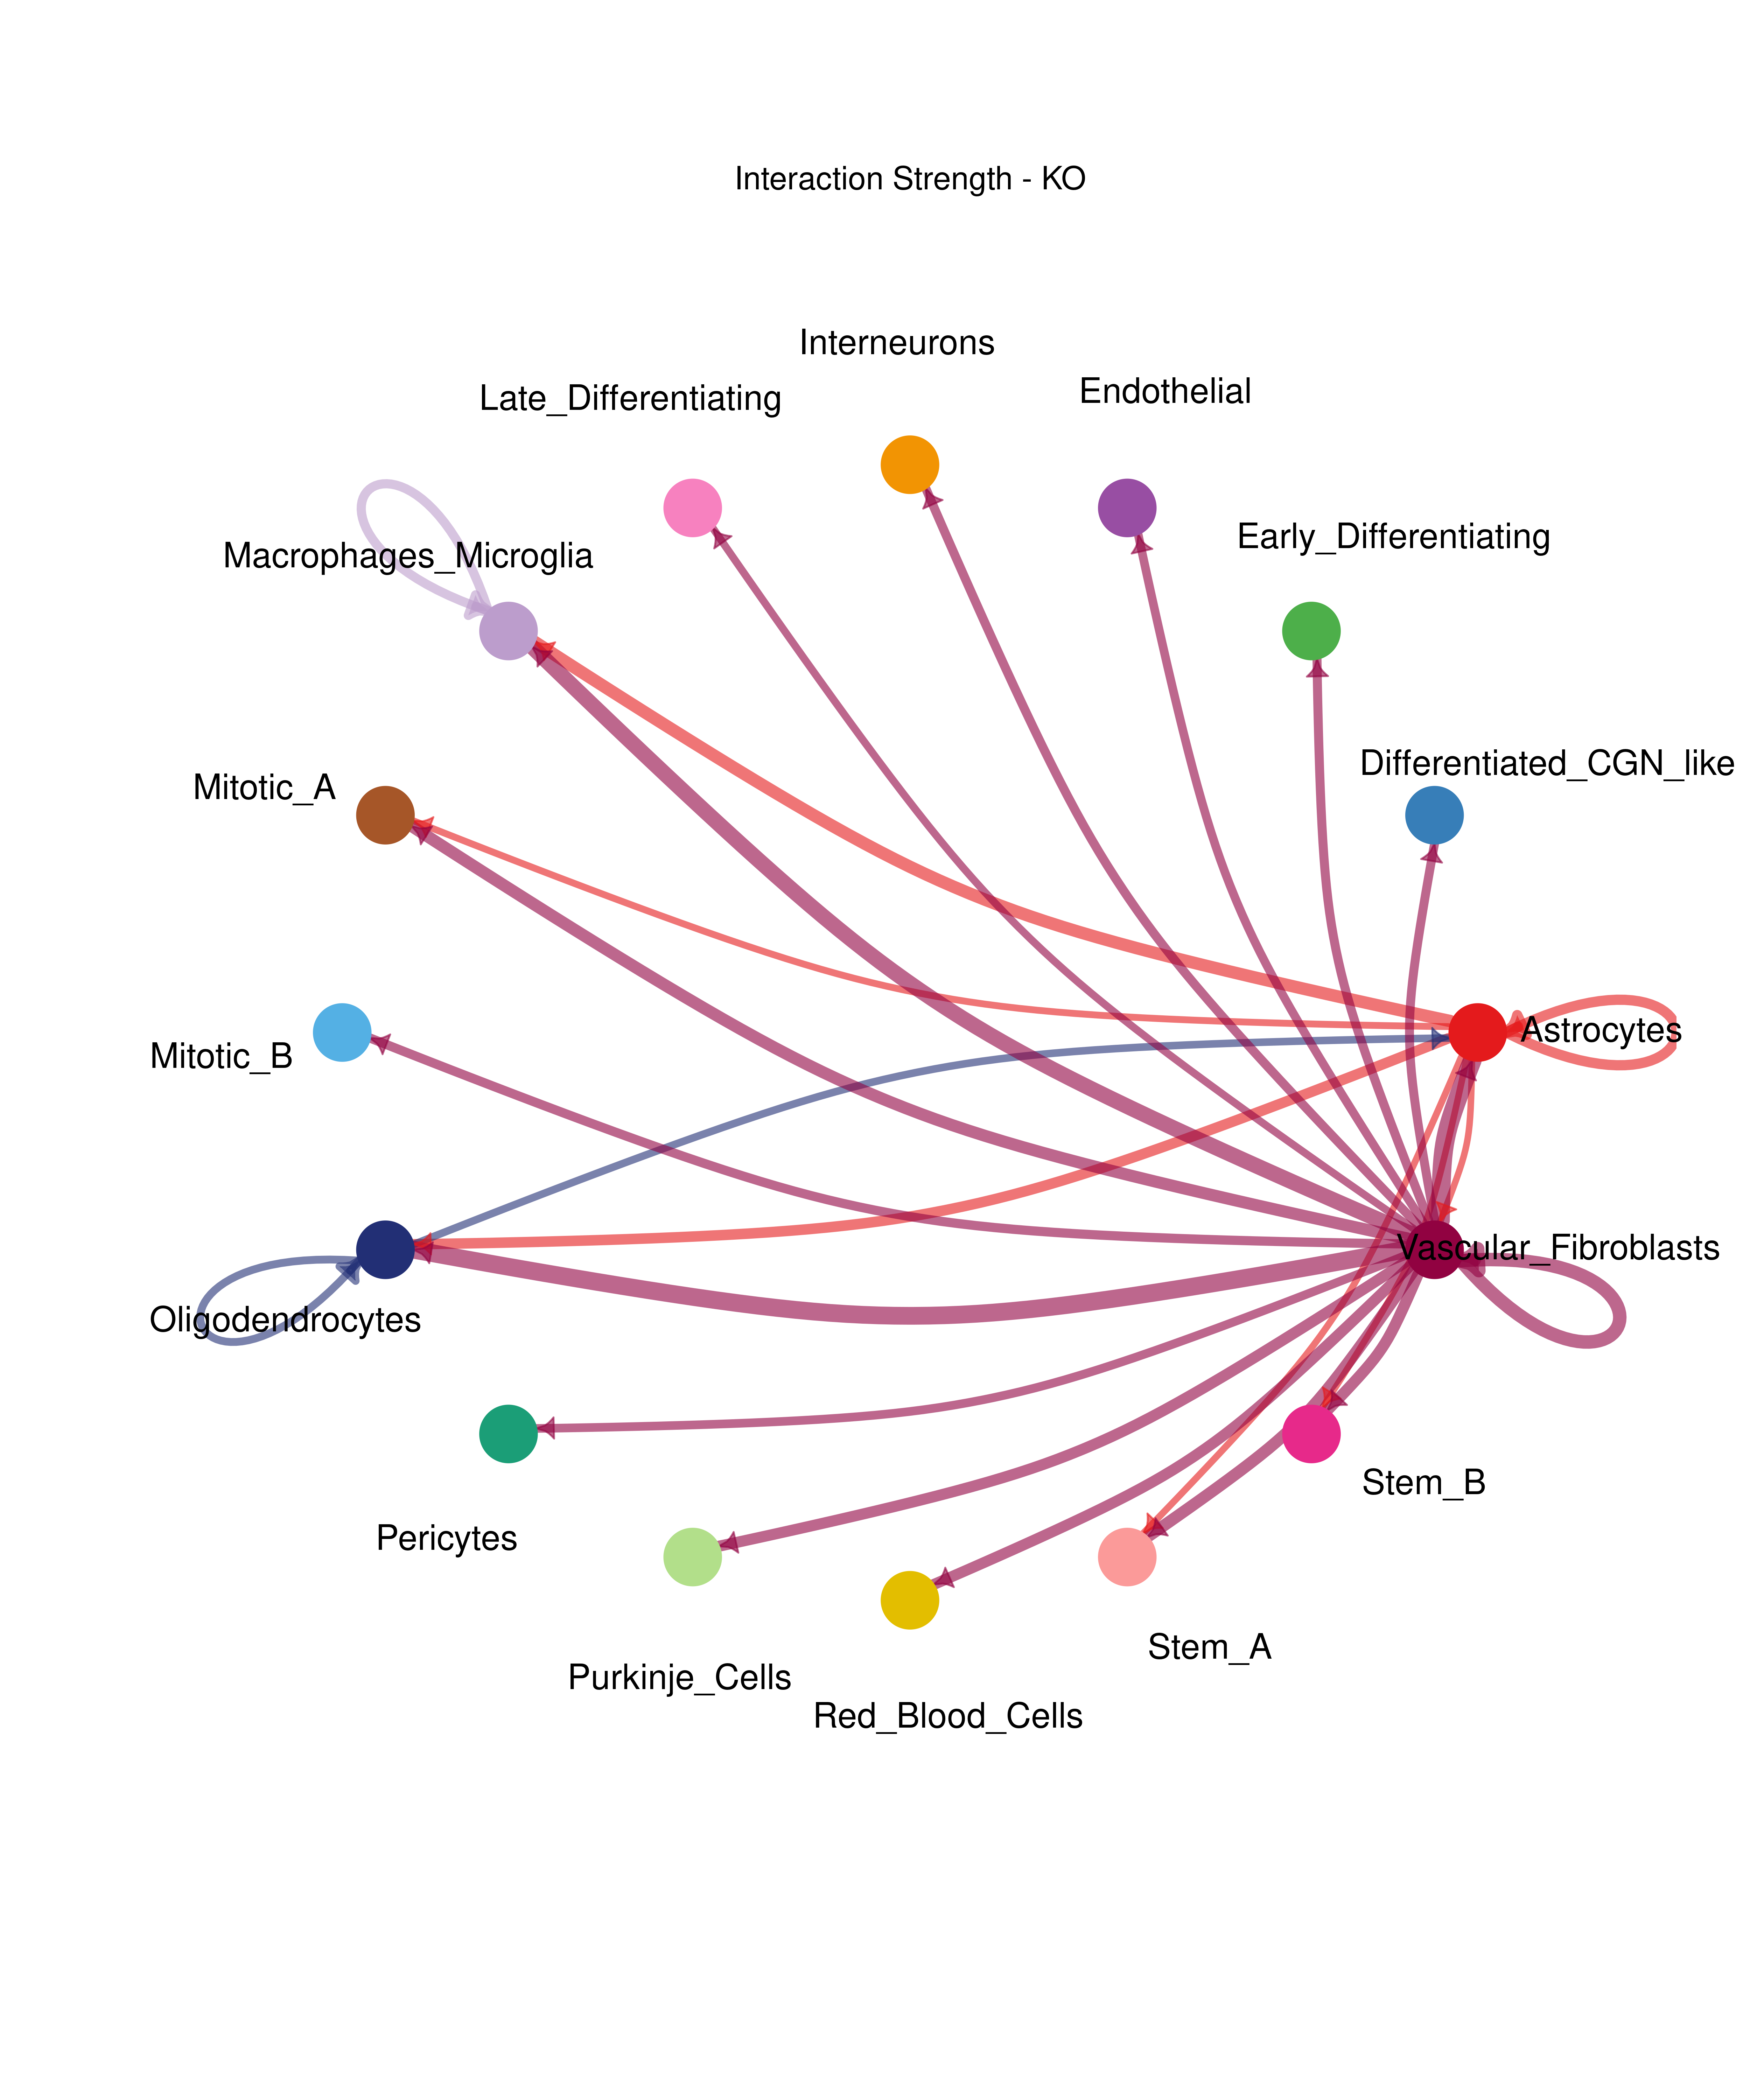 Interaction Strength - KO
Interneurons
Endothelial
Late_Differentiating
Early_Differentiating
Macrophages_Microglia
Differentiated_CGN_like
Mitotic_A
Astrocytes
Mitotic_B
Vascular_Fibroblasts
Oligodendrocytes
Stem_B
Pericytes
Stem_A
Purkinje_Cells
Red_Blood_Cells